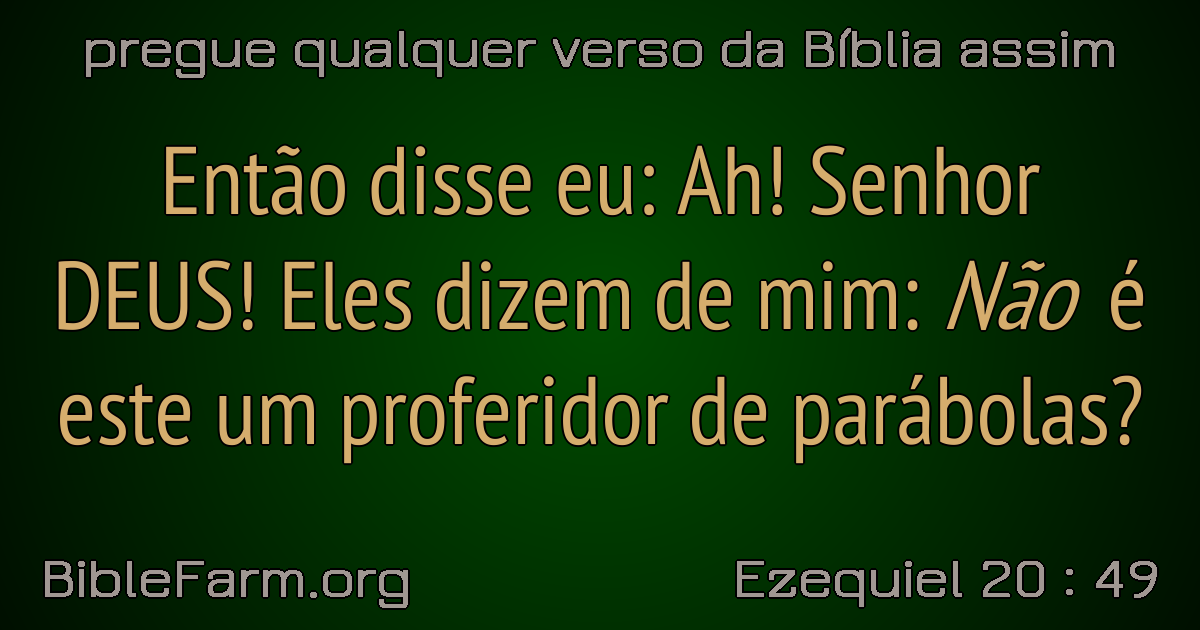 pregue qualquer verso da Bíblia assim
Então disse eu: Ah! Senhor
DEUS! Eles dizem de mim: Não é
este um proferidor de parábolas?
BibleFarm.org
Ezequiel 20 : 49